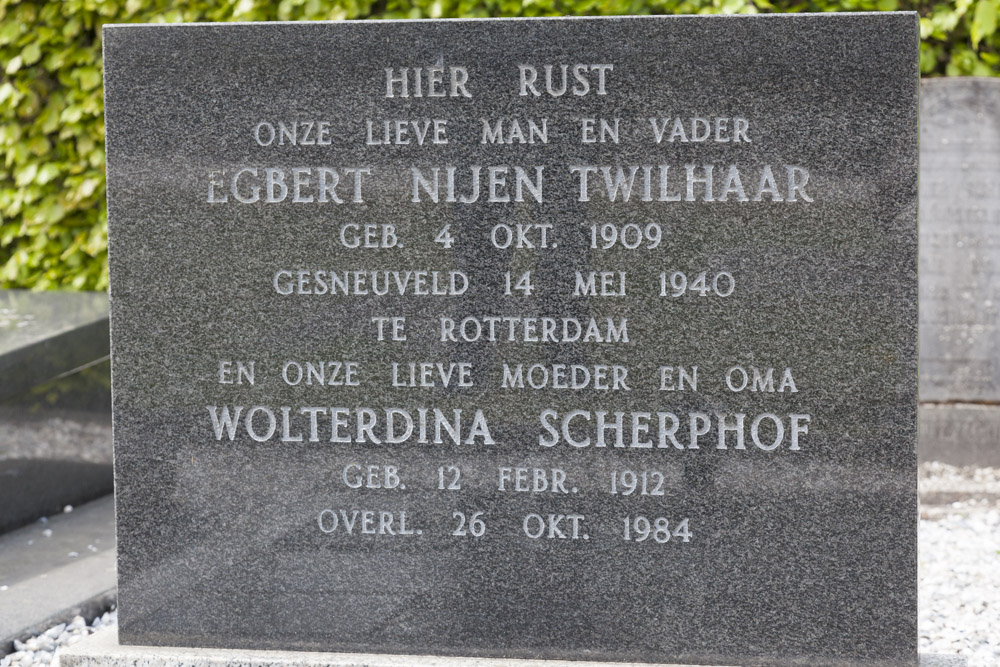 HIER RUST
ONZE LIEVE MAN EN VADER
EGBERT NIJEN TWILHAAR
GEB. 4 OKT. 1909
GESNEUVELD 14 MEI 1940
TE ROTTERDAM
EN ONZE LIEVE MOEDER EN OMA
WOLTERDINA SCHERPHOF
GEB. 12 FEBR. 1912
OVERL. 26 OKT. 1984